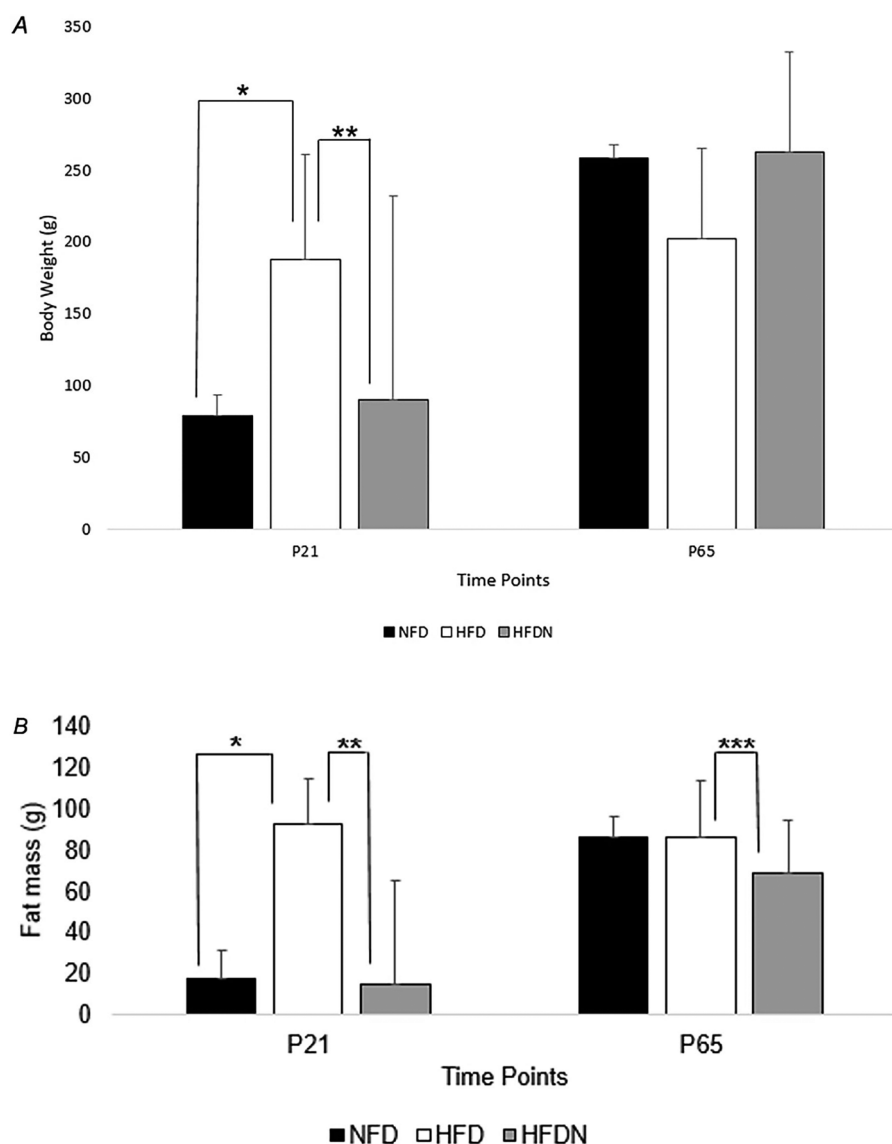 A
350
300
250
200
150
100
50
0
Body Weight (g)
*
**
P21 P65
Time Points
NFD HFD HFDN
B
140
120
100
80
60
40
20
0
Fat mass (g)
*
**
***
P21 P65
Time Points
NFD HFD HFDN